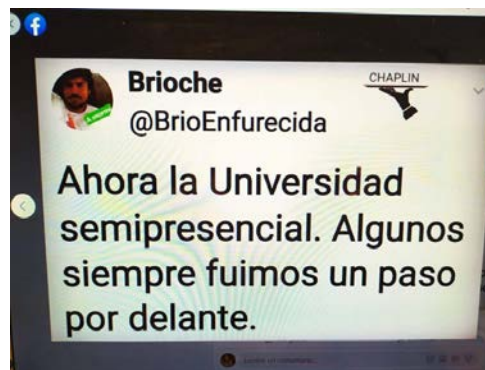 Brioche
CHAPLIN
@BrioEnfurecida
Ahora la Universidad
semipresencial. Algunos
siempre fuimos un paso
por delante.